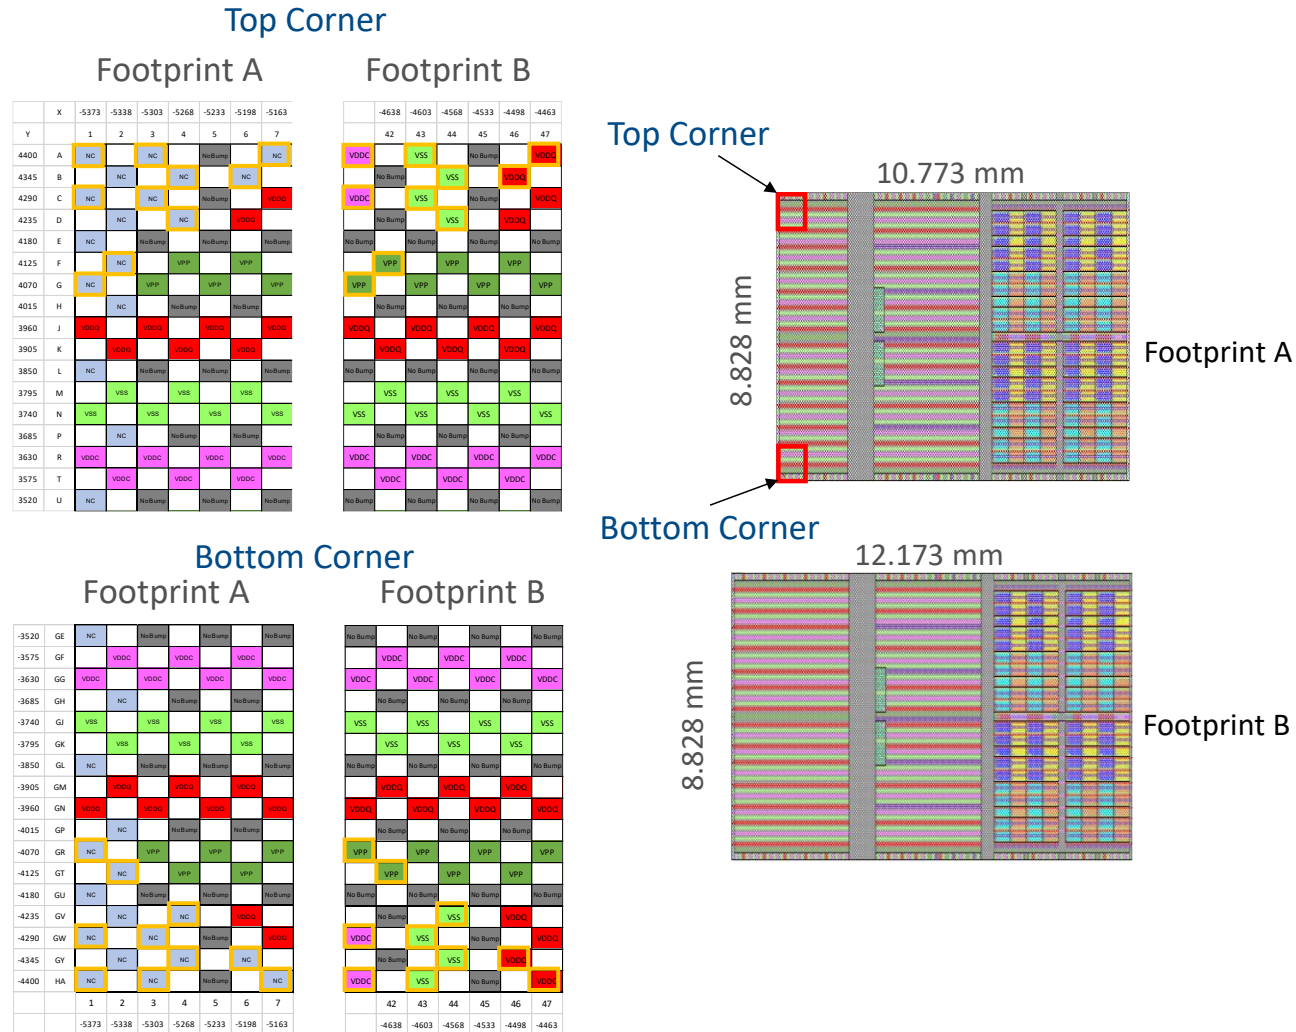 Top Corner
Footprint A Footprint B
X -5373 -5338 -5303 -5268 -5233 -5198 -5163 -4638 -4603 -4568 -4533 -4498 -4463
Y 1 2 3 4 5 6 7 42 43 44 45 46 47
4400 A NC NC NoBump NC VDDC VSS No Bump VDDQ
4345 B NC NC NC No Bump VSS VDDQ
4290 C NC NC NoBump VDDQ VDDC VSS No Bump VDDQ
4235 D NC NC VDDQ No Bump VSS VDDQ
4180 E NC NoBump NoBump NoBump No Bump No Bump No Bump No Bump
4125 F NC VPP VPP VPP VPP VPP
4070 G NC VPP VPP VPP VPP VPP VPP VPP
4015 H NC NoBump NoBump No Bump No Bump No Bump
3960 J VDDQ VDDQ VDDQ VDDQ VDDQ VDDQ VDDQ VDDQ
3905 K VDDQ VDDQ VDDQ VDDQ VDDQ VDDQ
3850 L NC NoBump NoBump NoBump No Bump No Bump No Bump No Bump
3795 M VSS VSS VSS VSS VSS VSS
3740 N VSS VSS VSS VSS VSS VSS VSS VSS
3685 P NC NoBump NoBump No Bump No Bump No Bump
3630 R VDDC VDDC VDDC VDDC VDDC VDDC VDDC VDDC
3575 T VDDC VDDC VDDC VDDC VDDC VDDC
3520 U NC NoBump NoBump NoBump No Bump No Bump No Bump No Bump
Bottom Corner
Footprint A Footprint B
-3520 GE NC NoBump NoBump NoBump No Bump No Bump No Bump No Bump
-3575 GF VDDC VDDC VDDC VDDC VDDC VDDC
-3630 GG VDDC VDDC VDDC VDDC VDDC VDDC VDDC VDDC
-3685 GH NC NoBump NoBump No Bump No Bump No Bump
-3740 GJ VSS VSS VSS VSS VSS VSS VSS VSS
-3795 GK VSS VSS VSS VSS VSS VSS
-3850 GL NC NoBump NoBump NoBump No Bump No Bump No Bump No Bump
-3905 GM VDDQ VDDQ VDDQ VDDQ VDDQ VDDQ
-3960 GN VDDQ VDDQ VDDQ VDDQ VDDQ VDDQ VDDQ VDDQ
-4015 GP NC NoBump NoBump No Bump No Bump No Bump
-4070 GR NC VPP VPP VPP VPP VPP VPP VPP
-4125 GT NC VPP VPP VPP VPP VPP
-4180 GU NC NoBump NoBump NoBump No Bump No Bump No Bump No Bump
-4235 GV NC NC VDDQ No Bump VSS VDDQ
-4290 GW NC NC NoBump VDDQ VDDC VSS No Bump VDDQ
-4345 GY NC NC NC No Bump VSS VDDQ
-4400 HA NC NC NoBump NC VDDC VSS No Bump VDDQ
1 2 3 4 5 6 7 42 43 44 45 46 47
-5373 -5338 -5303 -5268 -5233 -5198 -5163 -4638 -4603 -4568 -4533 -4498 -4463
Top Corner
10.773 mm
8.828 mm
Footprint A
Bottom Corner
12.173 mm
8.828 mm
Footprint B